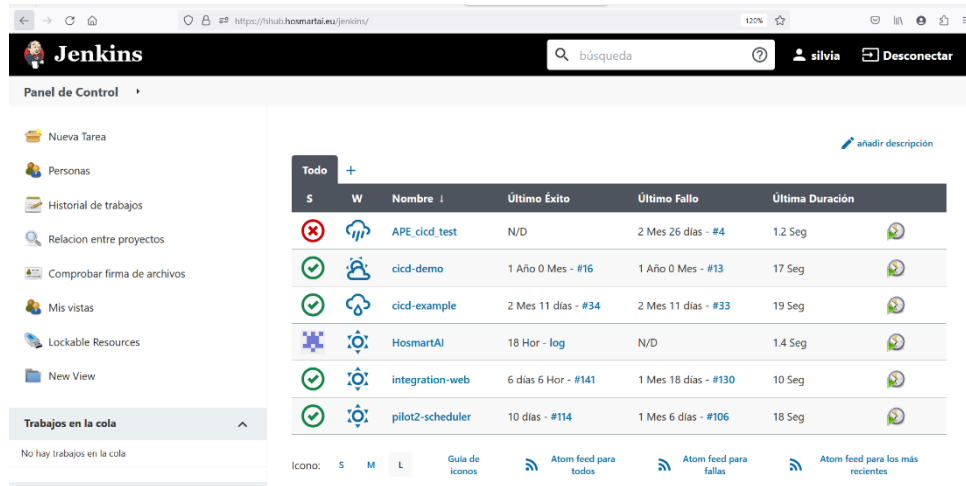 https://hhub.hosmartai.eu/jenkins/
120%
Jenkins
búsqueda
silvia
Desconectar
Panel de Control
Nueva Tarea
Personas
Historial de trabajos
Relacion entre proyectos
Comprobar firma de archivos
Mis vistas
Lockable Resources
New View
Trabajos en la cola
No hay trabajos en la cola
añadir descripción
Todo +
S W Nombre ↓ Último Éxito Último Fallo Última Duración
APE_cicd_test N/D 2 Mes 26 días - #4 1.2 Seg
cicd-demo 1 Año 0 Mes - #16 1 Año 0 Mes - #13 17 Seg
cicd-example 2 Mes 11 días - #34 2 Mes 11 días - #33 19 Seg
HosmartAI 18 Hor - log N/D 1.4 Seg
integration-web 6 días 6 Hor - #141 1 Mes 18 días - #130 10 Seg
pilot2-scheduler 10 días - #114 1 Mes 6 días - #106 18 Seg
Icono: S M L
Guía de
iconos
Atom feed para
todos
Atom feed para
fallas
Atom feed para los más
recientes